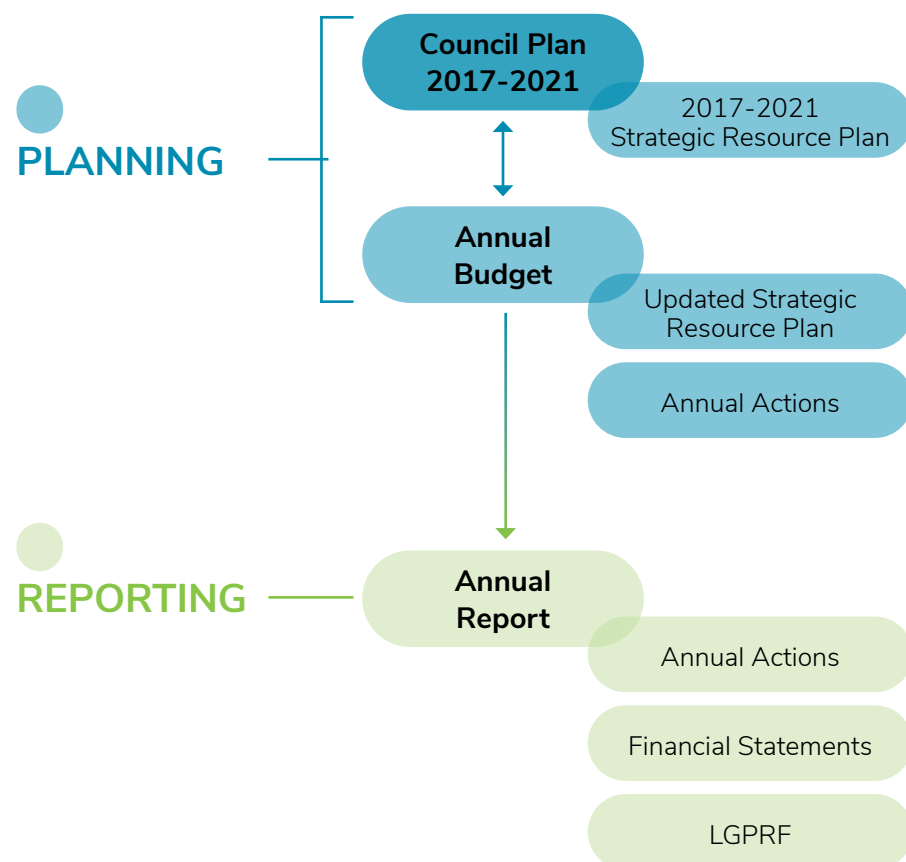 Council Plan
2017-2021
2017-2021
Strategic Resource Plan
PLANNING
Annual
Budget
Updated Strategic
Resource Plan
Annual Actions
Annual
Report
REPORTING
Annual Actions
Financial Statements
LGPRF